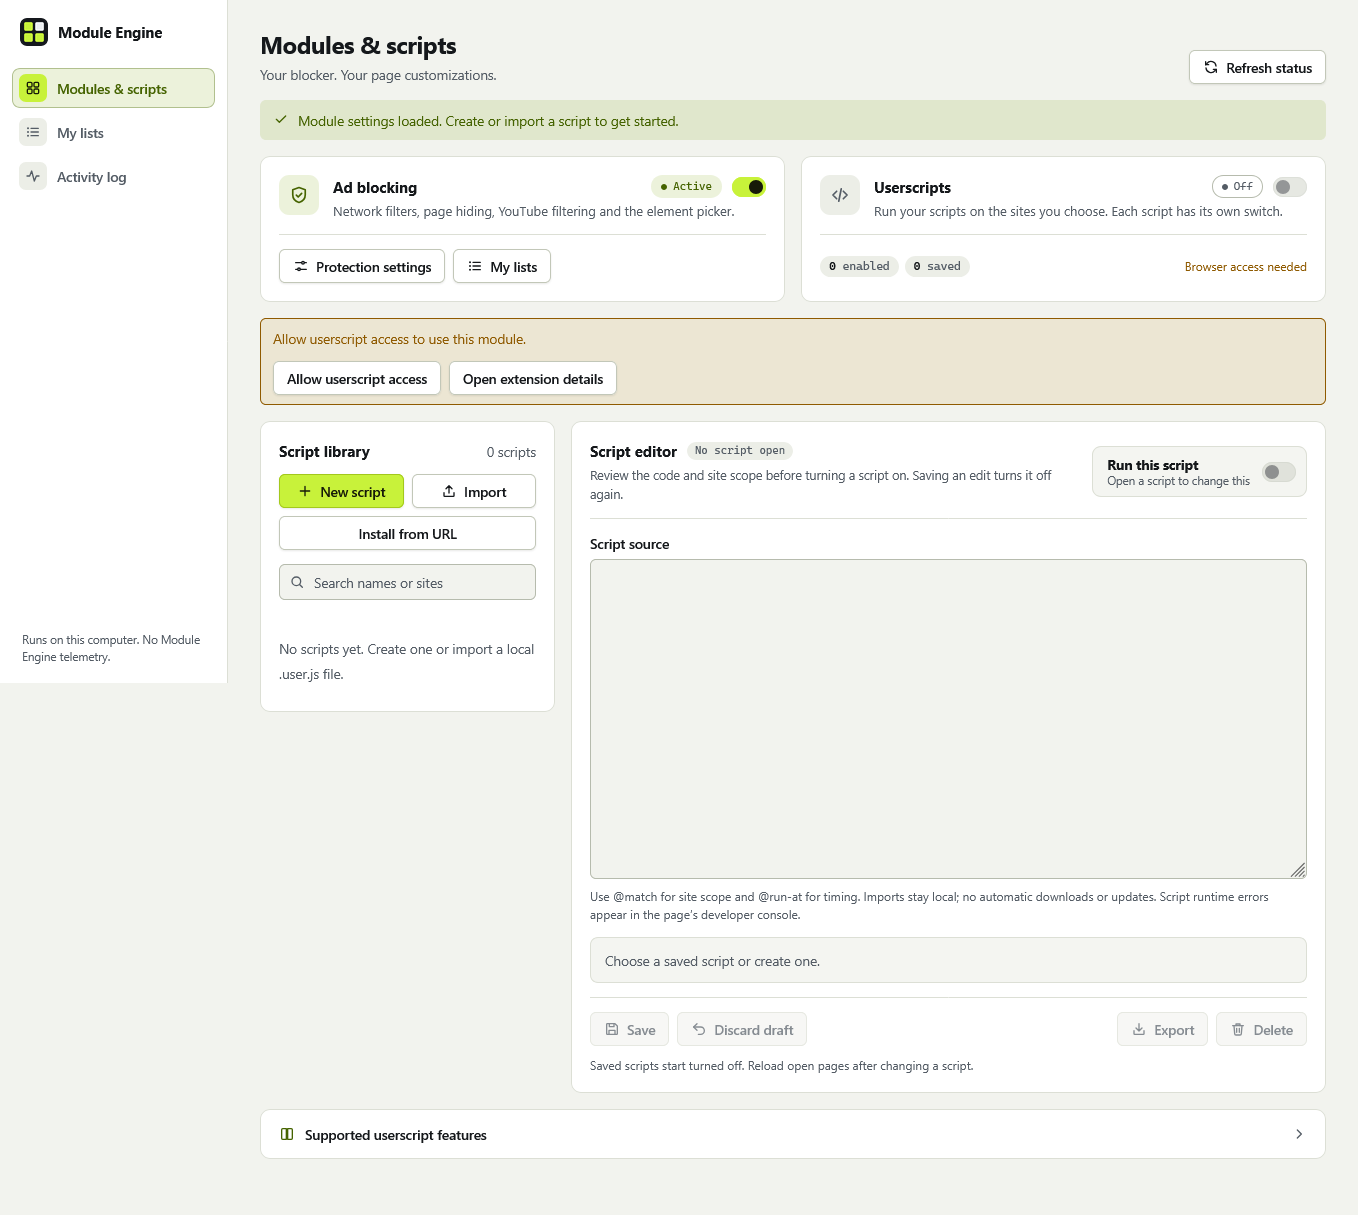 Module Engine
Modules & scripts
My lists
Activity log
Runs on this computer. No Module
Engine telemetry.
Modules & scripts
Your blocker. Your page customizations.
Refresh status
Module settings loaded. Create or import a script to get started.
Ad blocking
Active
Network filters, page hiding, YouTube filtering and the element picker.
Protection settings
My lists
Userscripts
Off
Run your scripts on the sites you choose. Each script has its own switch.
0 enabled
0 saved
Browser access needed
Allow userscript access to use this module.
Allow userscript access
Open extension details
Script library
0 scripts
New script
Import
Install from URL
Search names or sites
No scripts yet. Create one or import a local
.user.js file.
Script editor
No script open
Review the code and site scope before turning a script on. Saving an edit turns it off
again.
Run this script
Open a script to change this
Script source
Use @match for site scope and @run-at for timing. Imports stay local; no automatic downloads or updates. Script runtime errors
appear in the page's developer console.
Choose a saved script or create one.
Save
Discard draft
Export
Delete
Saved scripts start turned off. Reload open pages after changing a script.
Supported userscript features